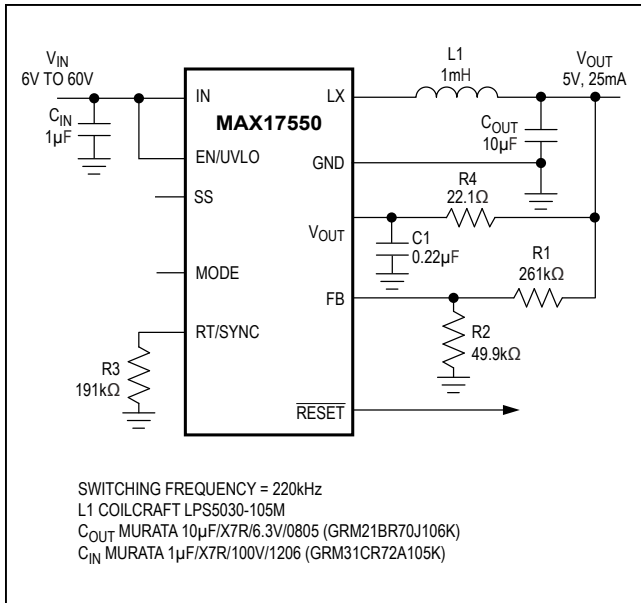 VIN
6V TO 60V
CIN
1µF
IN
EN/UVLO
SS
MODE
RT/SYNC
R3
191kΩ
MAX17550
LX
GND
VOUT
FB
RESET
L1
1mH
VOUT
5V, 25mA
COUT
10µF
R4
22.1Ω
C1
0.22µF
R1
261kΩ
R2
49.9kΩ
SWITCHING FREQUENCY = 220kHz
L1 COILCRAFT LPS5030-105M
COUT MURATA 10µF/X7R/6.3V/0805 (GRM21BR70J106K)
CIN MURATA 1µF/X7R/100V/1206 (GRM31CR72A105K)